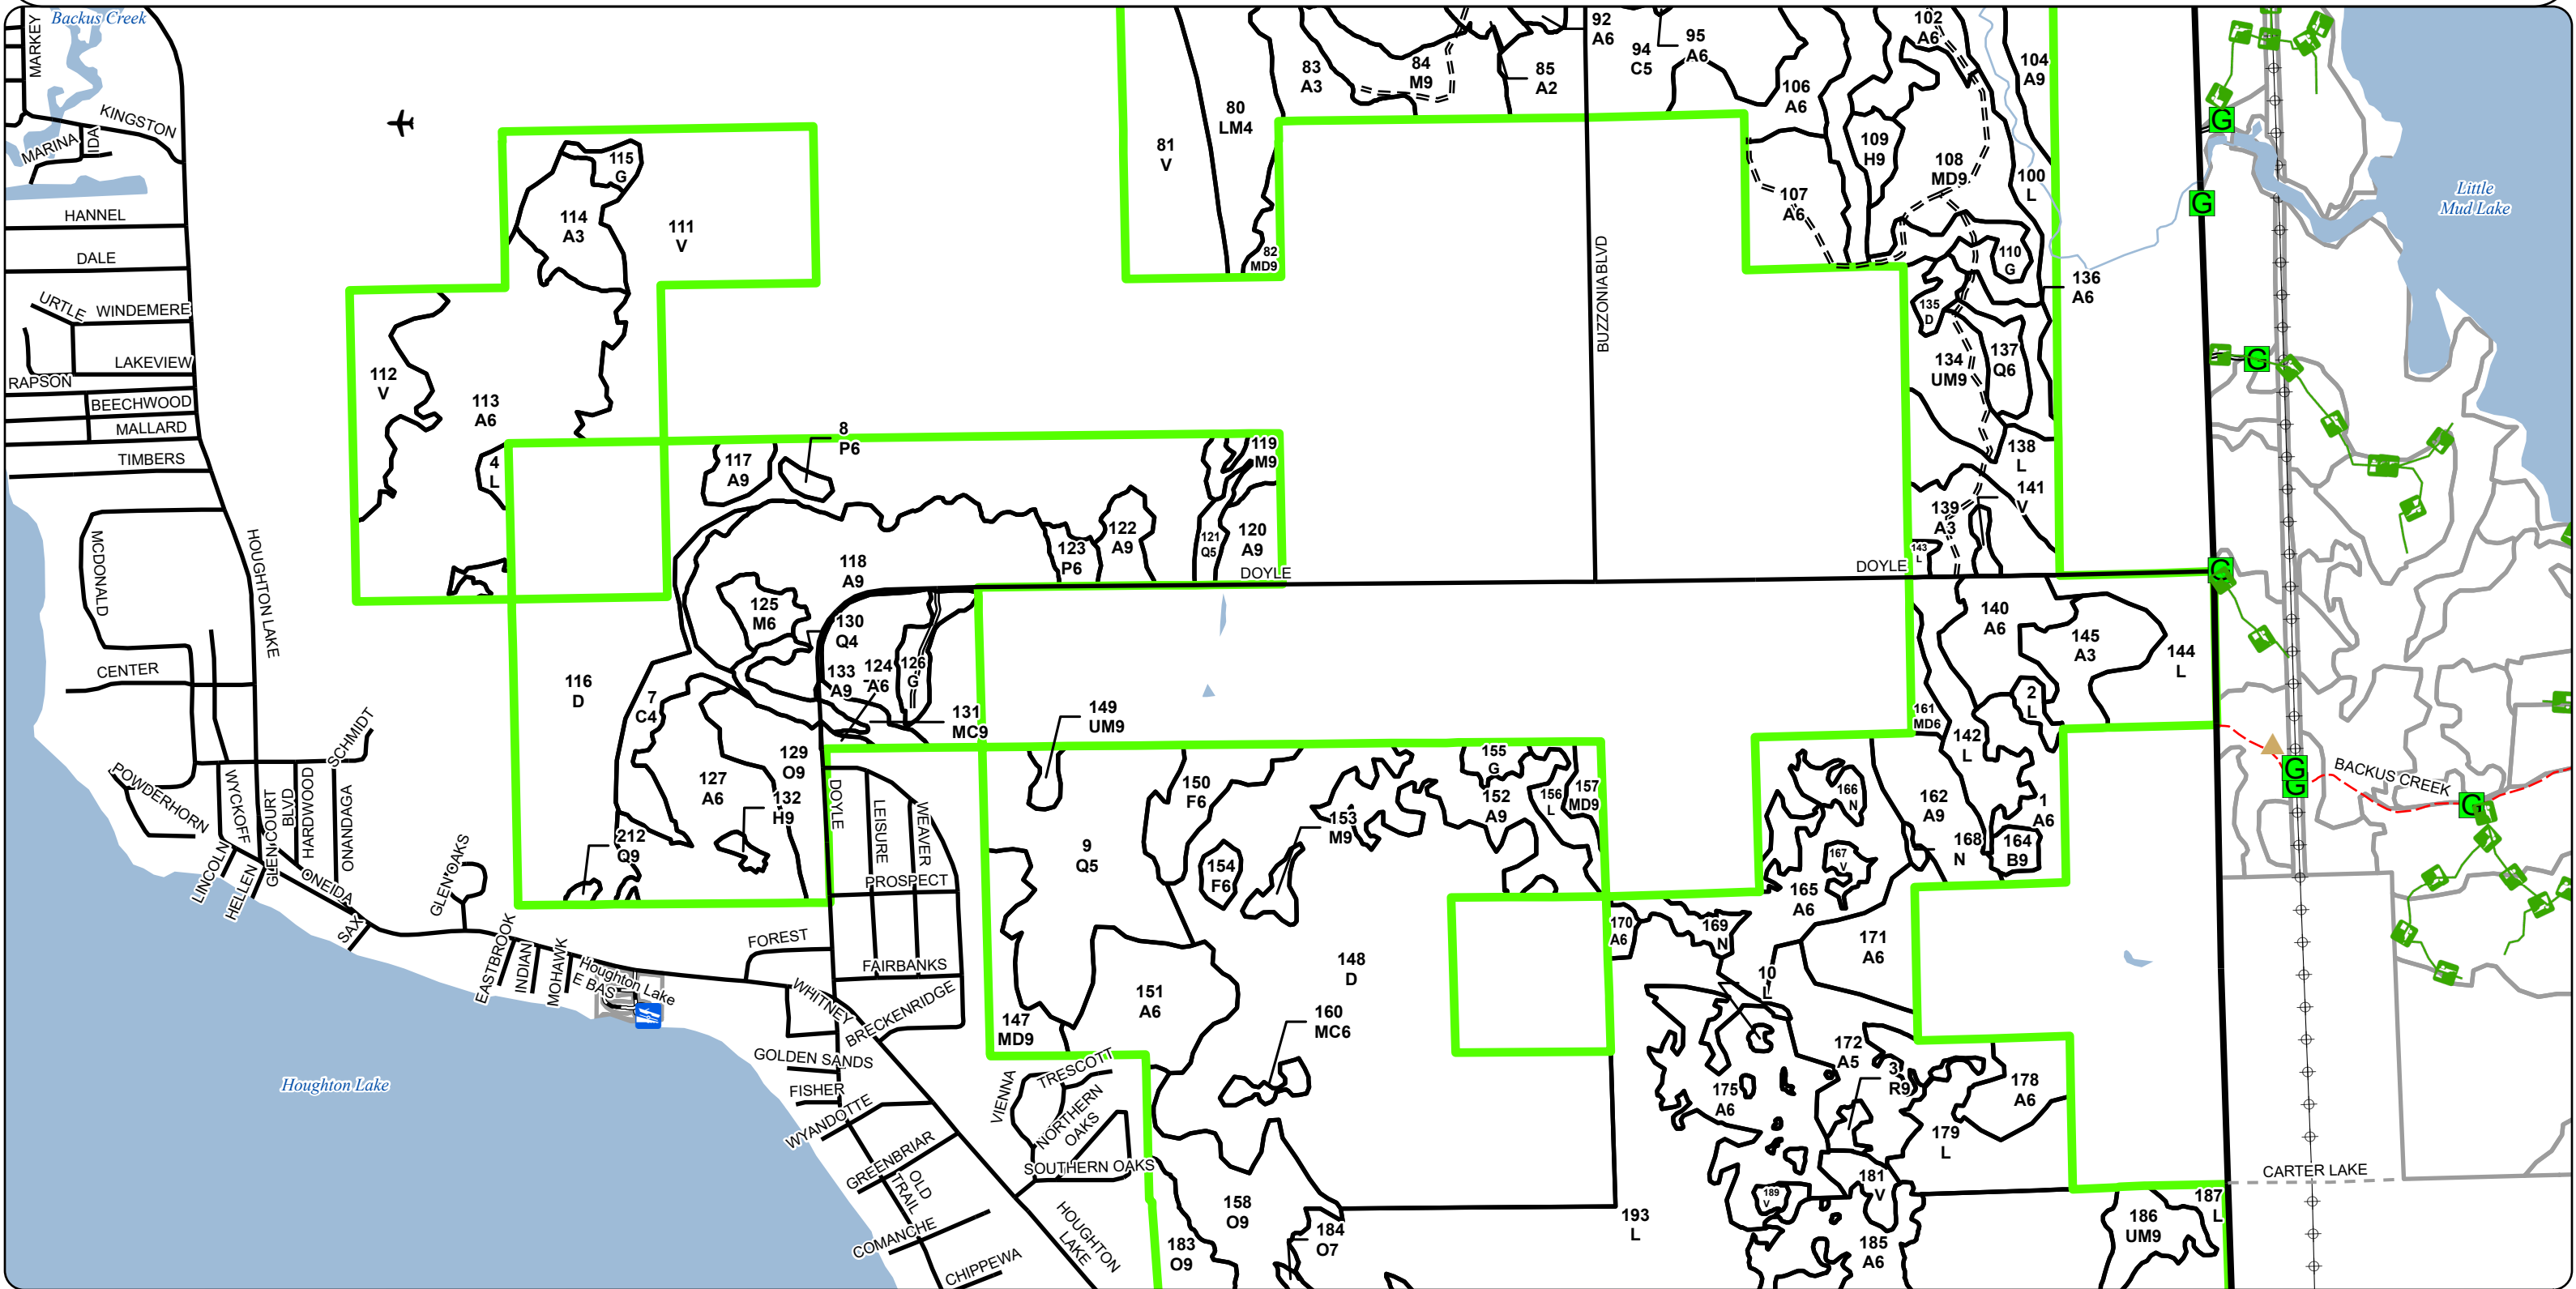 Backus Creek
MARKEY
KINGSTON
MARINA
IDA
HANNEL
DALE
URTLE
WINDEMERE
LAKEVIEW
RAPSON
BEECHWOOD
MALLARD
TIMBERS
MCDONALD
HOUGHTON LAKE
CENTER
SCHMIDT
POWDERHORN
WYCKOFF
GLENCOURT
BLVD
HARDWOOD
ONANDAGA
LINCOLN
HELLEN
ONEIDA
SAX
GLEN OAKS
EASTBROOK
INDIAN
MOHAWK
Houghton Lake
E BAS
Houghton Lake
FOREST
WHITNEY
DOYLE
LEISURE
WEAVER
PROSPECT
FAIRBANKS
BRECKENRIDGE
GOLDEN SANDS
FISHER
WYANDOTTE
GREENBRIAR
OLD
TRAIL
COMANCHE
CHIPPEWA
VIENNA
TRESCOTT
NORTHERN
OAKS
SOUTHERN OAKS
HOUGHTON
LAKE
BUZZONIA BLVD
DOYLE
DOYLE
BACKUS CREEK
CARTER LAKE
Little
Mud Lake
G
G
G
G
G
G
G
81
V
80
LM4
82
MD9
83
A3
84
M9
85
A2
92
A6
94
C5
95
A6
102
A6
104
A9
106
A6
109
H9
108
MD9
100
L
107
A6
110
G
136
A6
135
D
134
UM9
137
Q6
138
L
141
V
139
A3
143
L
115
G
114
A3
111
V
112
V
113
A6
4
L
8
P6
117
A9
119
M9
118
A9
123
P6
122
A9
121
Q5
120
A9
125
M6
130
Q4
133
A9
124
A6
126
G
131
MC9
116
D
7
C4
127
A6
129
O9
132
H9
212
Q9
149
UM9
9
Q5
150
F6
154
F6
153
M9
155
G
152
A9
156
L
157
MD9
148
D
151
A6
147
MD9
160
MC6
158
O9
183
O9
184
O7
193
L
140
A6
145
A3
144
L
2
L
161
MD6
142
L
1
A6
162
A9
168
N
164
B9
166
N
167
V
165
A6
170
A6
169
N
171
A6
10
L
172
A5
3
R9
175
A6
178
A6
179
L
181
V
189
V
185
A6
186
UM9
187
L